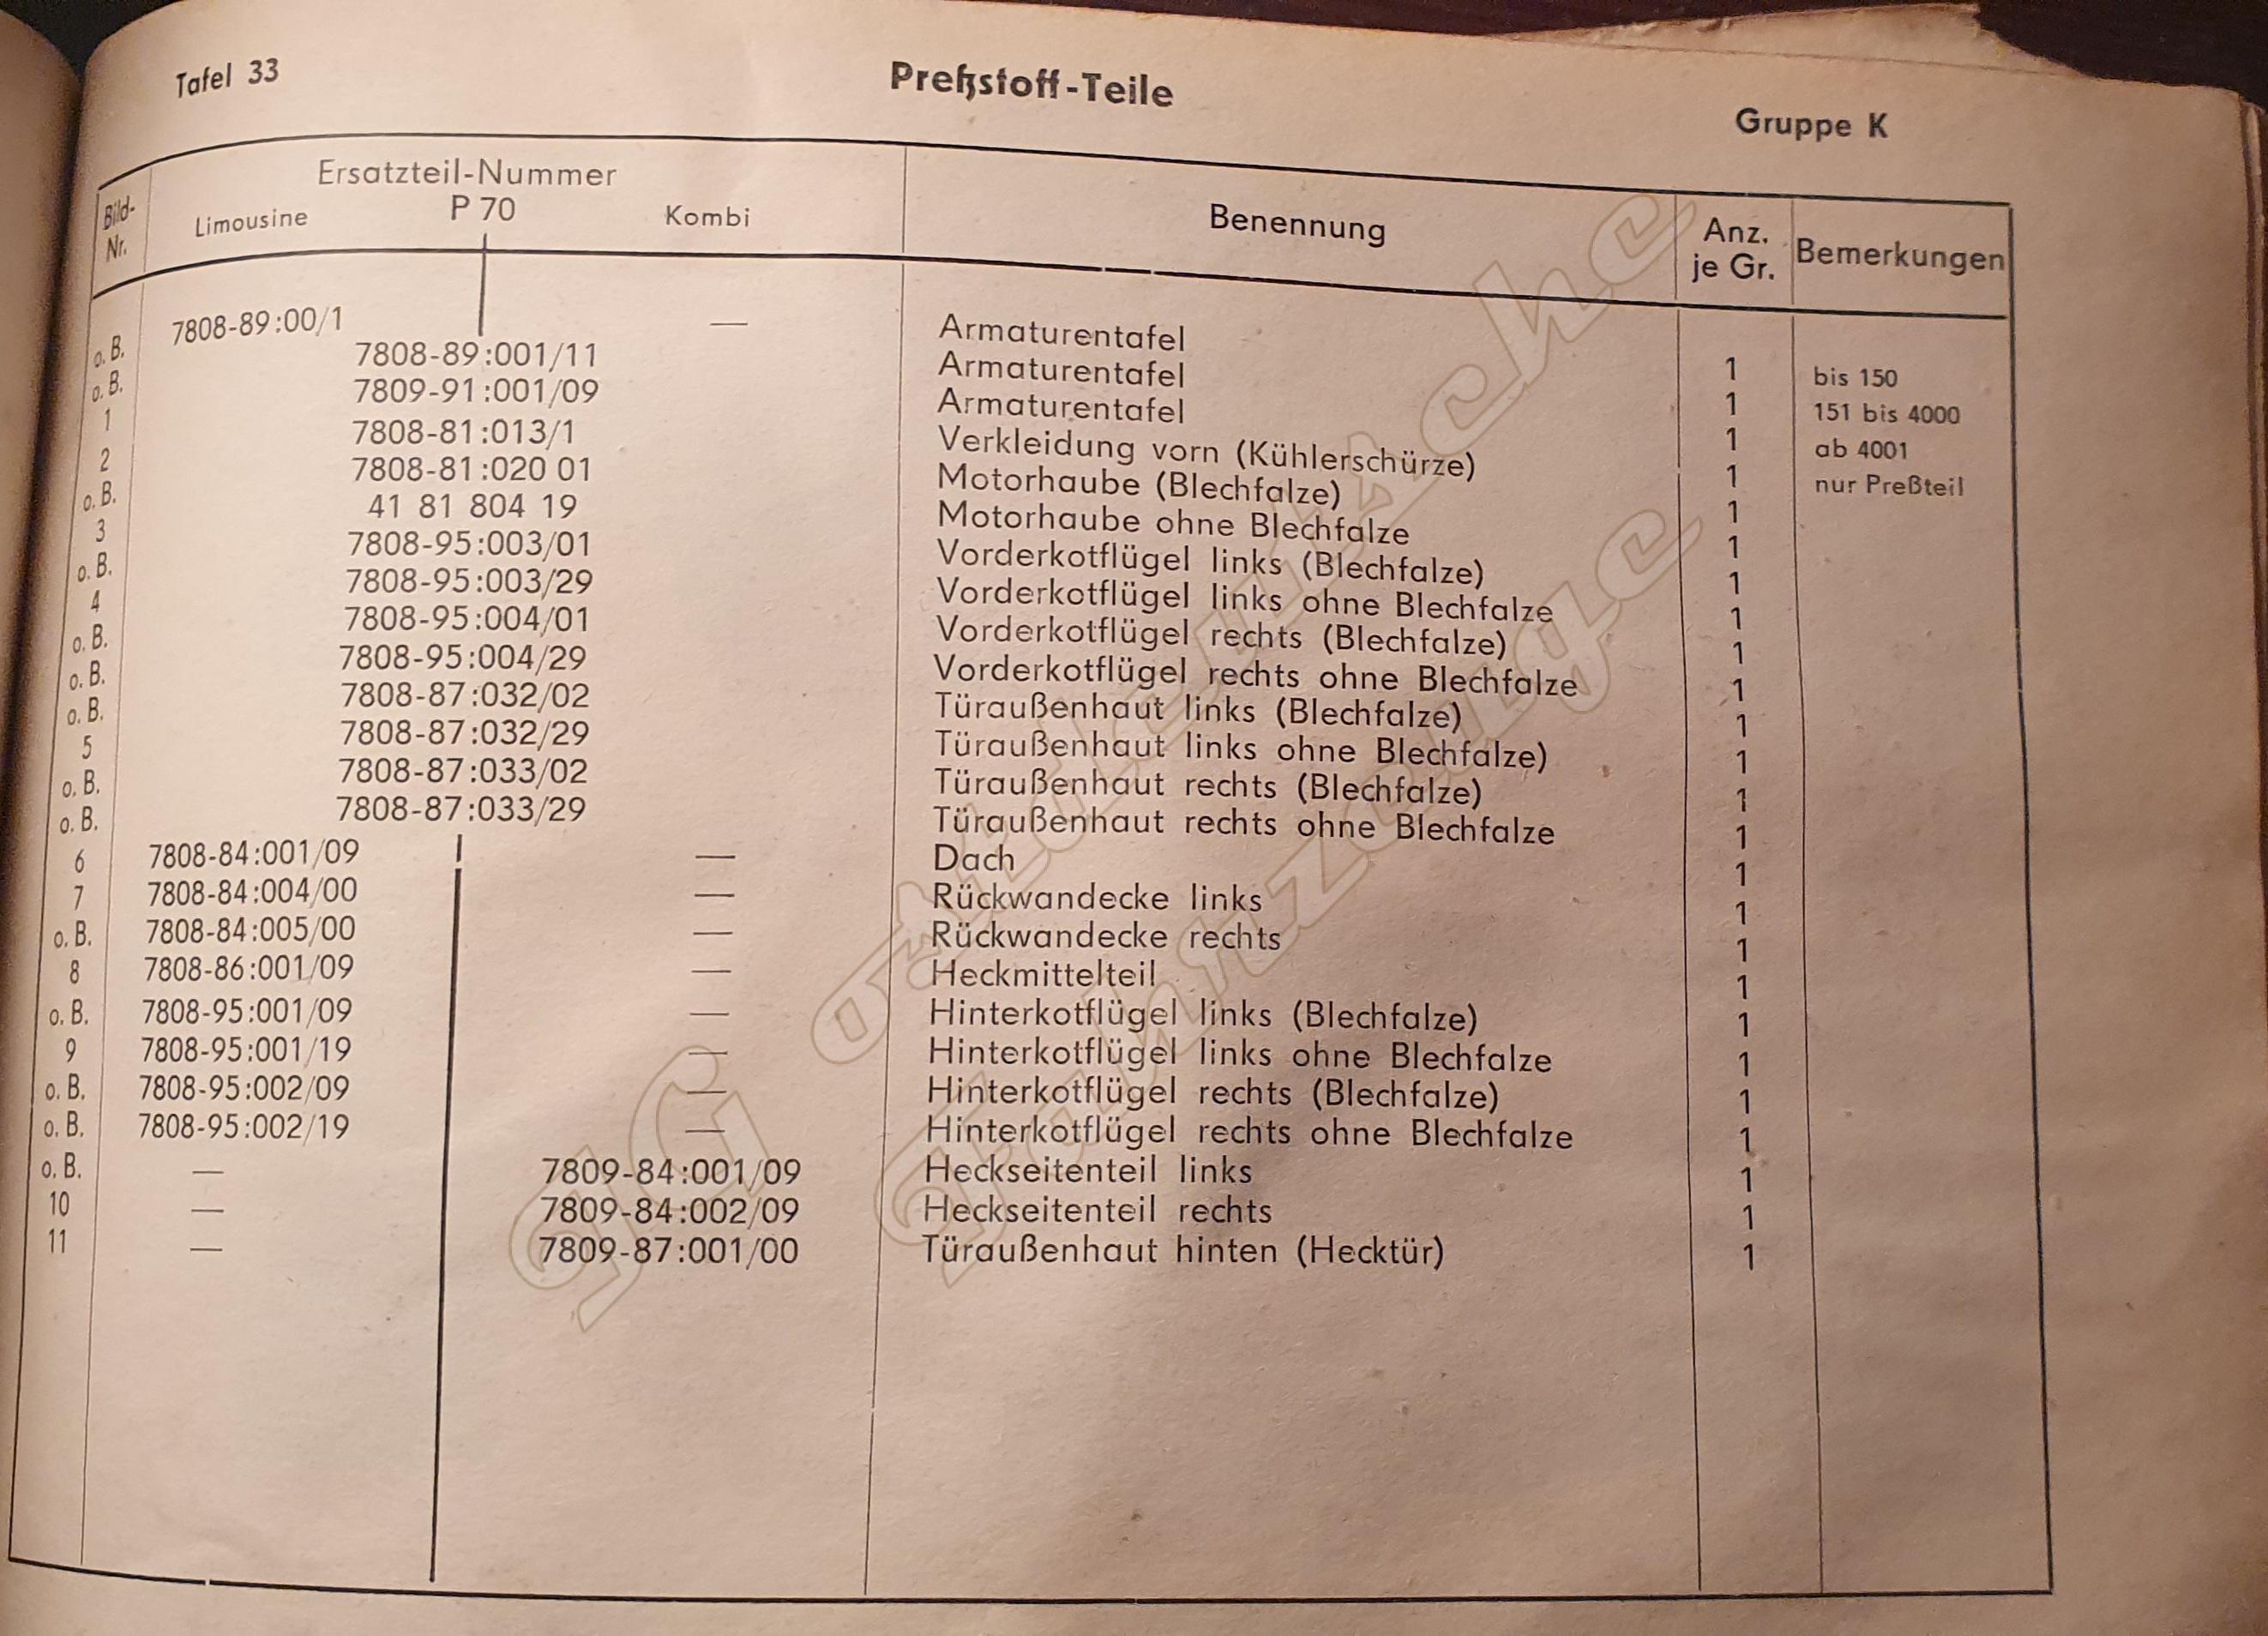 Tafel 33
Preßstoff-Teile
Gruppe K
Bild-Nr.
Ersatzteil-Nummer
P 70
Limousine
Kombi
Benennung
Anz. je Gr.
Bemerkungen
o. B. 7808-89:00/1 — Armaturentafel 1 bis 150
o. B. 7808-89:001/11 Armaturentafel 1 151 bis 4000
1 7809-91:001/09 Armaturentafel 1 ab 4001
2 7808-81:013/1 Verkleidung vorn (Kühlerschürze) 1 nur Preßteil
o. B. 7808-81:020 01 Motorhaube (Blechfalze) 1
3 41 81 804 19 Motorhaube ohne Blechfalze 1
o. B. 7808-95:003/01 Vorderkotflügel links (Blechfalze) 1
4 7808-95:003/29 Vorderkotflügel links ohne Blechfalze 1
o. B. 7808-95:004/01 Vorderkotflügel rechts (Blechfalze) 1
o. B. 7808-95:004/29 Vorderkotflügel rechts ohne Blechfalze 1
o. B. 7808-87:032/02 Türaußenhaut links (Blechfalze) 1
5 7808-87:032/29 Türaußenhaut links ohne Blechfalze) 1
o. B. 7808-87:033/02 Türaußenhaut rechts (Blechfalze) 1
o. B. 7808-87:033/29 Türaußenhaut rechts ohne Blechfalze 1
6 7808-84:001/09 — Dach 1
7 7808-84:004/00 — Rückwandecke links 1
o. B. 7808-84:005/00 — Rückwandecke rechts 1
8 7808-86:001/09 — Heckmittelteil 1
o. B. 7808-95:001/09 — Hinterkotflügel links (Blechfalze) 1
9 7808-95:001/19 — Hinterkotflügel links ohne Blechfalze 1
o. B. 7808-95:002/09 — Hinterkotflügel rechts (Blechfalze) 1
o. B. 7808-95:002/19 — Hinterkotflügel rechts ohne Blechfalze 1
o. B. — 7809-84:001/09 Heckseitenteil links 1
10 — 7809-84:002/09 Heckseitenteil rechts 1
11 — 7809-87:001/00 Türaußenhaut hinten (Hecktür) 1
IG ostdeutsche
Fahrzeuge